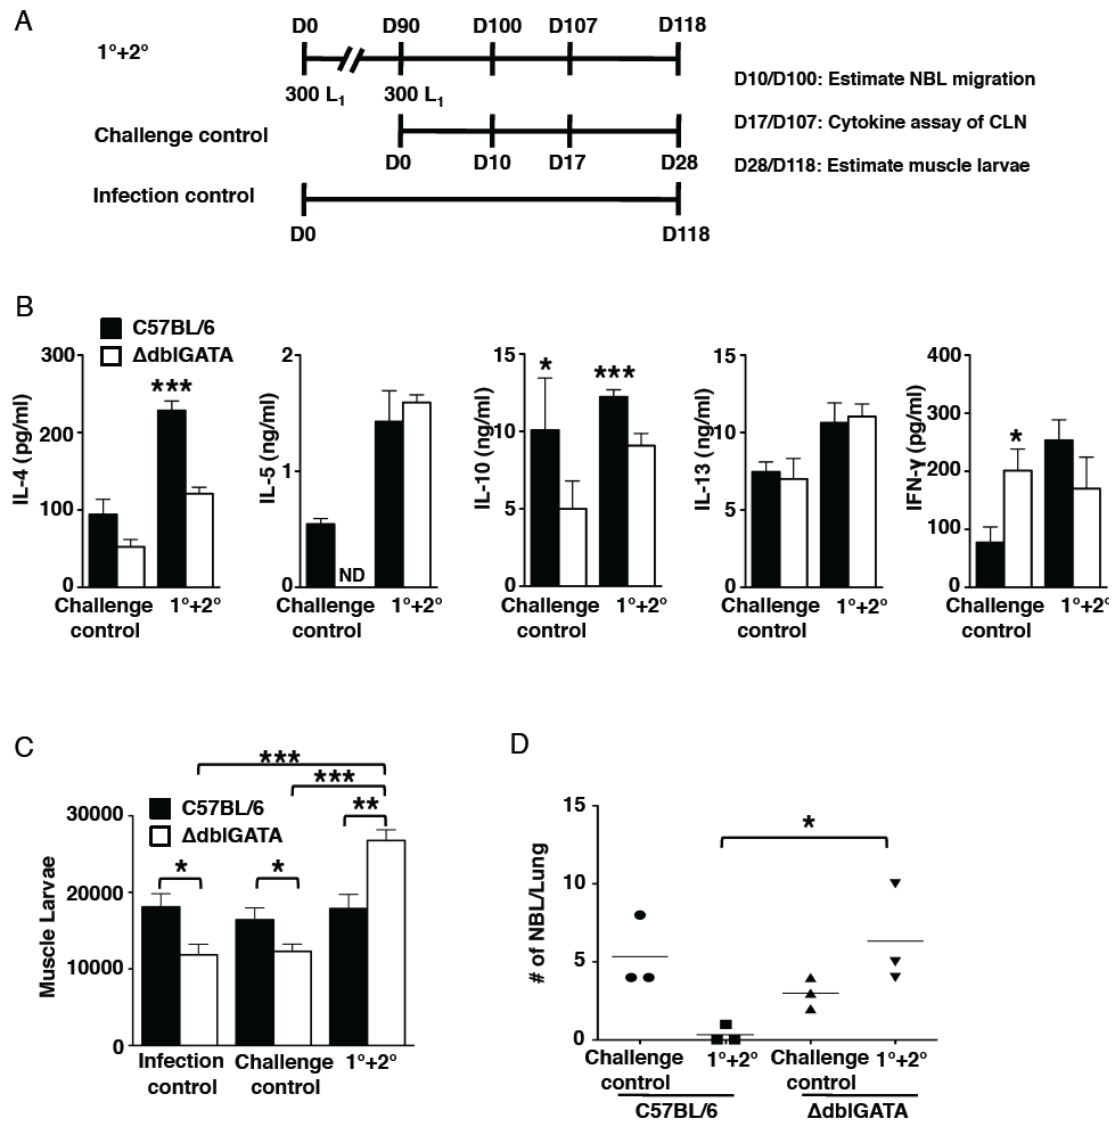 A
D0 D90 D100 D107 D118
1°+2°
300 L1 300 L1
D10/D100: Estimate NBL migration
Challenge control
D17/D107: Cytokine assay of CLN
D0 D10 D17 D28
D28/D118: Estimate muscle larvae
Infection control
D0 D118
B
C57BL/6
ΔdblGATA
IL-4 (pg/ml)
300
200
100
0
***
Challenge control 1°+2°
IL-5 (ng/ml)
2
1
0
ND
Challenge control 1°+2°
IL-10 (ng/ml)
15
10
5
0
* ***
Challenge control 1°+2°
IL-13 (ng/ml)
15
10
5
0
Challenge control 1°+2°
IFN-γ (pg/ml)
400
300
200
100
0
*
Challenge control 1°+2°
C
C57BL/6
ΔdblGATA
Muscle Larvae
30000
20000
10000
0
***
***
**
* *
Infection control Challenge control 1°+2°
D
# of NBL/Lung
15
10
5
0
*
Challenge control 1°+2° Challenge control 1°+2°
C57BL/6 ΔdblGATA